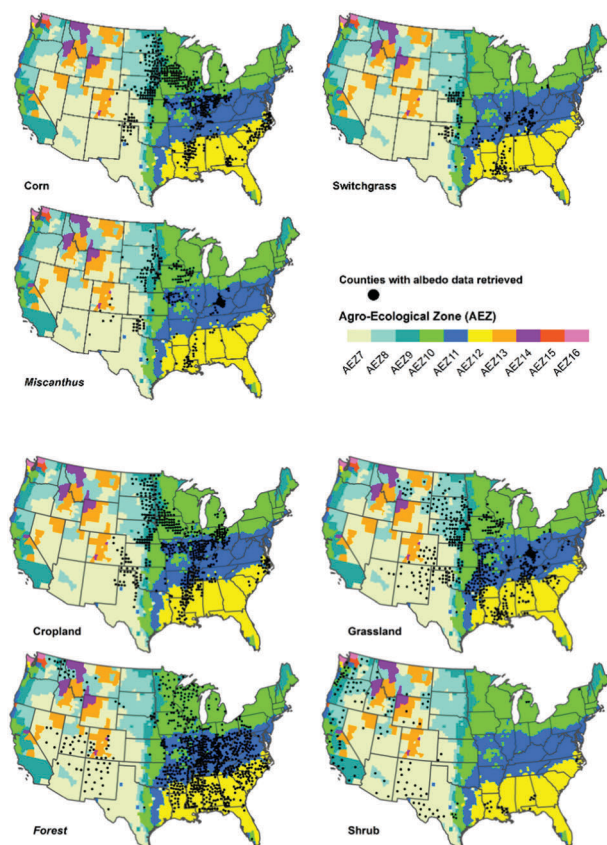 Corn
Switchgrass
Miscanthus
Counties with albedo data retrieved
Agro-Ecological Zone (AEZ)
AEZ7
AEZ8
AEZ9
AEZ10
AEZ11
AEZ12
AEZ13
AEZ14
AEZ15
AEZ16
Cropland
Grassland
Forest
Shrub